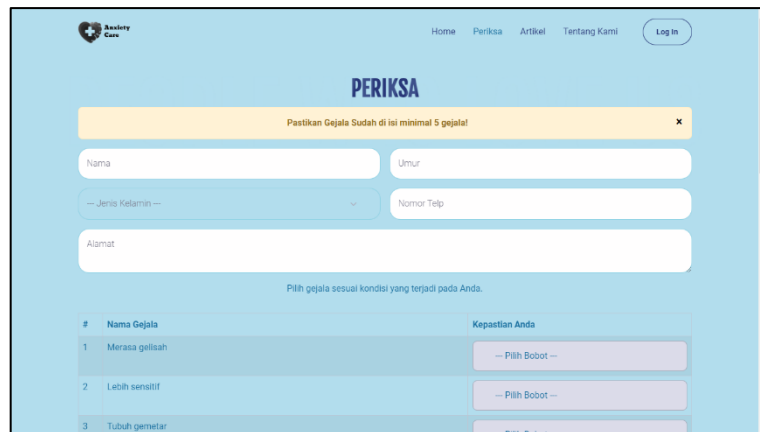 Anxiety
Care
Home Periksa Artikel Tentang Kami Log In
PERIKSA
Pastikan Gejala Sudah di isi minimal 5 gejala! ×
Nama Umur
--- Jenis Kelamin --- Nomor Telp
Alamat
Pilih gejala sesuai kondisi yang terjadi pada Anda.
# Nama Gejala Kepastian Anda
1 Merasa gelisah --- Pilih Bobot ---
2 Lebih sensitif --- Pilih Bobot ---
3 Tubuh gemetar